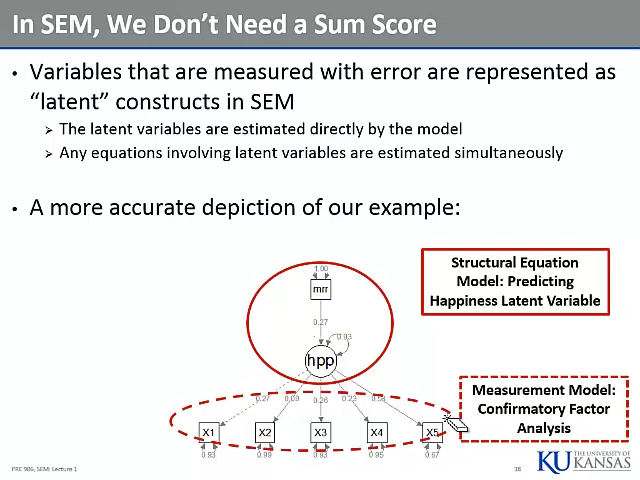 In SEM, We Don't Need a Sum Score
• Variables that are measured with error are represented as
“latent” constructs in SEM
➢ The latent variables are estimated directly by the model
➢ Any equations involving latent variables are estimated simultaneously
• A more accurate depiction of our example:
1.00
mrr
0.27
0.93
hpp
0.27 0.09 0.26 0.23
X1 X2 X3 X4 X5
0.93 0.99 0.93 0.95 0.67
Structural Equation
Model: Predicting
Happiness Latent Variable
Measurement Model:
Confirmatory Factor
Analysis
PRE 906, SEM: Lecture 1
38
KU THE UNIVERSITY OF
KANSAS